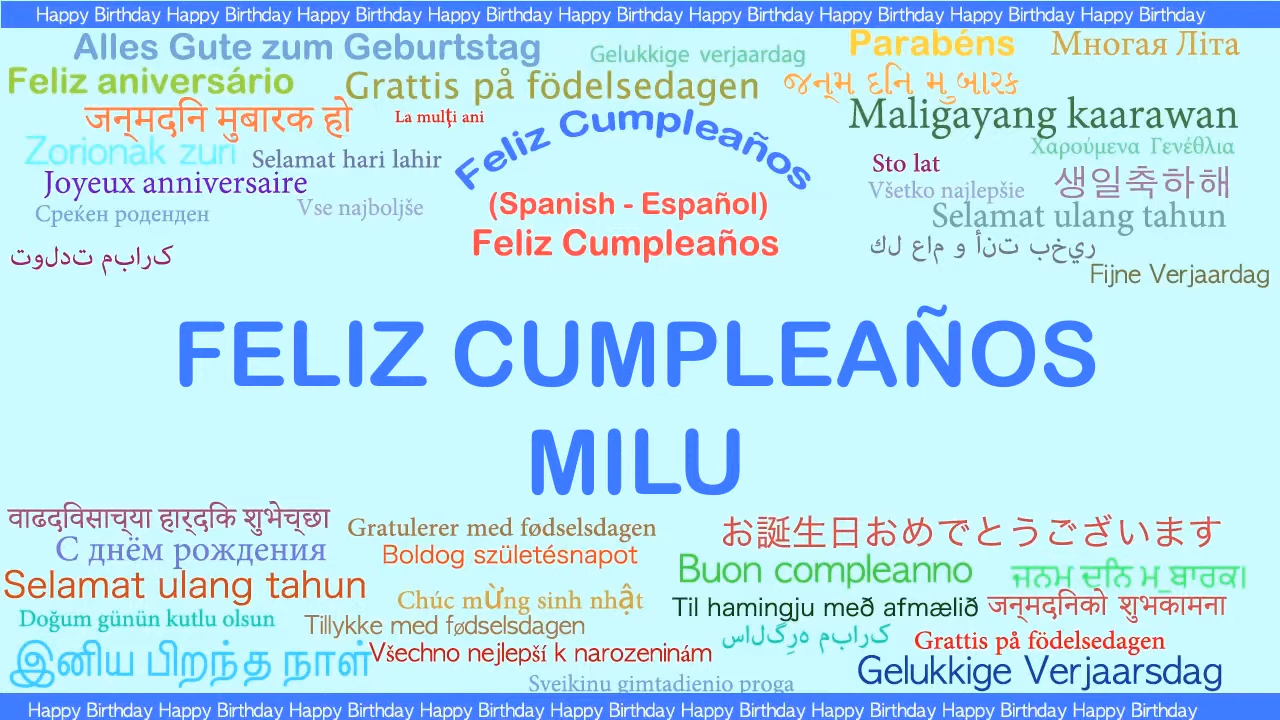 Happy Birthday Happy Birthday Happy Birthday Happy Birthday Happy Birthday Happy Birthday Happy Birthday Happy Birthday Happy Birthday
Alles Gute zum Geburtstag
Gelukkige verjaardag
Parabéns
Многая Літа
Feliz aniversário
Grattis på födelsedagen
જન્મ દિન મુબારક
जन्मदिन मुबारक हो
La mulţi ani
Feliz Cumpleaños
Maligayang kaarawan
Zorionak zuri
Selamat hari lahir
Sto lat
Χαρούμενα Γενέθλια
Joyeux anniversaire
(Spanish - Español)
Všetko najlepšie
생일축하해
Срећен роденден
Vse najboljše
Selamat ulang tahun
Feliz Cumpleaños
تولدت مبارک
كل عام و أنت بخير
Fijne Verjaardag
FELIZ CUMPLEAÑOS
MILU
वाढदिवसाच्या हार्दिक शुभेच्छा
Gratulerer med fødselsdagen
お誕生日おめでとうございます
С днём рождения
Boldog születésnapot
Buon compleanno
ਜਨਮ ਦਿਨ ਮੁਬਾਰਕ।
Selamat ulang tahun
Chúc mừng sinh nhật
Til hamingju með afmælið
जन्मदिनको शुभकामना
Doğum günün kutlu olsun
Tillykke med fødselsdagen
سالگرہ مبارک
Grattis på födelsedagen
இனிய பிறந்த நாள்
Všechno nejlepší k narozeninám
Gelukkige Verjaarsdag
Sveikinu gimtadienio proga
Happy Birthday Happy Birthday Happy Birthday Happy Birthday Happy Birthday Happy Birthday Happy Birthday Happy Birthday Happy Birthday